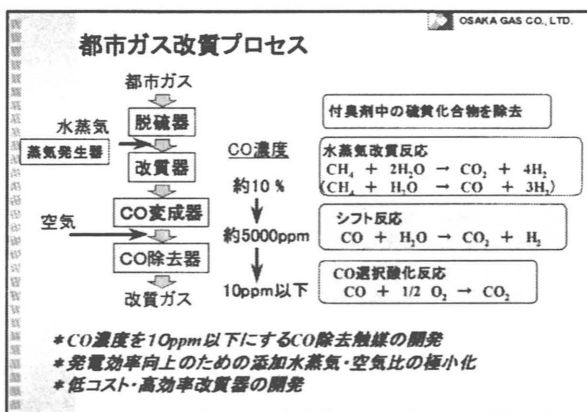 OSAKA GAS CO., LTD.
都市ガス改質プロセス
都市ガス
脱硫器
水蒸気
蒸気発生器
改質器
CO変成器
空気
CO除去器
改質ガス
CO濃度
約10 %
約5000ppm
10ppm以下
付臭剤中の硫黄化合物を除去
水蒸気改質反応
CH₄ + 2H₂O → CO₂ + 4H₂
(CH₄ + H₂O → CO + 3H₂)
シフト反応
CO + H₂O → CO₂ + H₂
CO選択酸化反応
CO + 1/2 O₂ → CO₂
*CO濃度を10ppm以下にするCO除去触媒の開発
*発電効率向上のための添加水蒸気・空気比の極小化
*低コスト・高効率改質器の開発